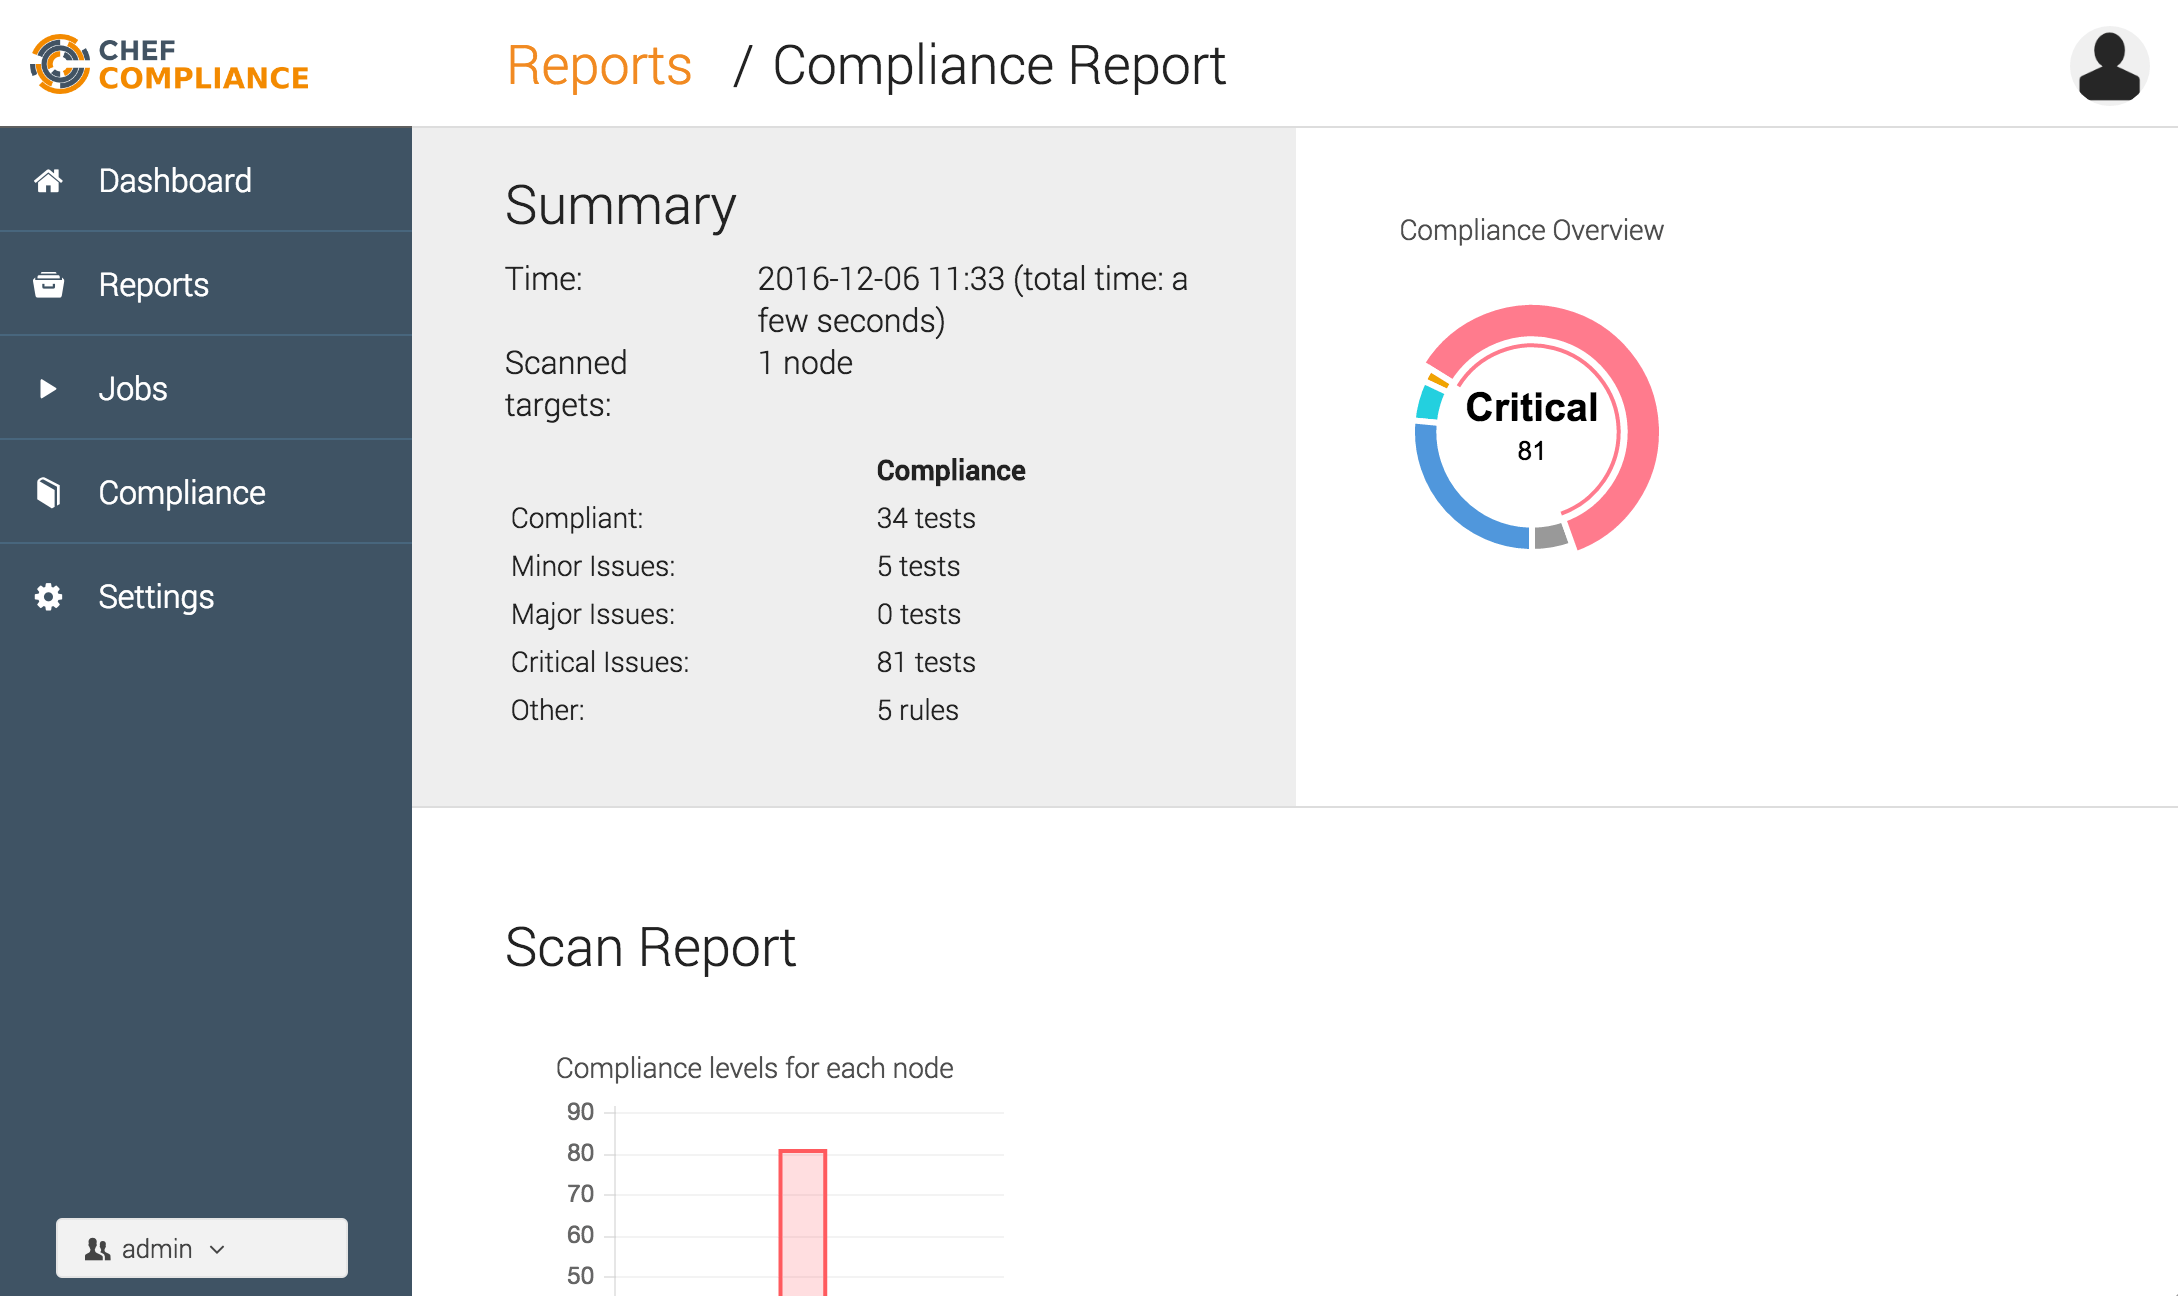 CHEF
COMPLIANCE
Reports / Compliance Report
Dashboard
Reports
Jobs
Compliance
Settings
admin
Summary
Time: 2016-12-06 11:33 (total time: a
few seconds)
Scanned 1 node
targets:
Compliance
Compliant: 34 tests
Minor Issues: 5 tests
Major Issues: 0 tests
Critical Issues: 81 tests
Other: 5 rules
Compliance Overview
Critical
81
Scan Report
Compliance levels for each node
90
80
70
60
50